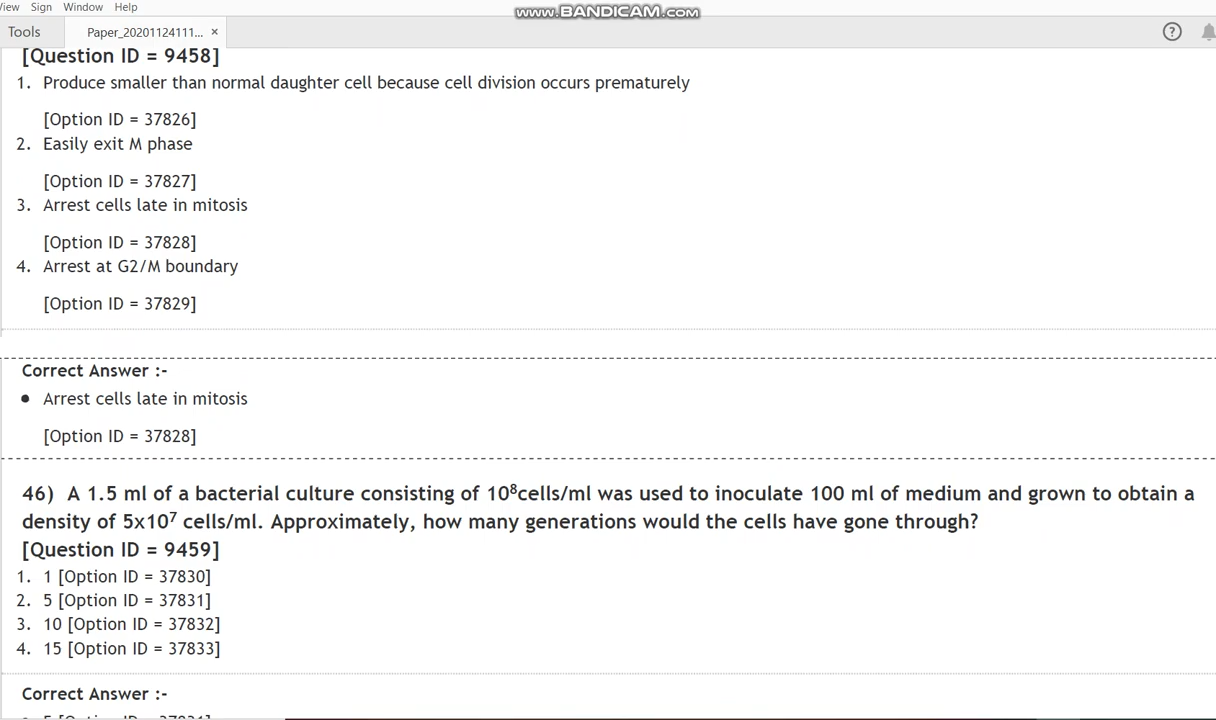 View Sign Window Help
www.BANDICAM.com
Tools Paper_20201124111... ×
[Question ID = 9458]
1. Produce smaller than normal daughter cell because cell division occurs prematurely
[Option ID = 37826]
2. Easily exit M phase
[Option ID = 37827]
3. Arrest cells late in mitosis
[Option ID = 37828]
4. Arrest at G2/M boundary
[Option ID = 37829]
Correct Answer :-
● Arrest cells late in mitosis
[Option ID = 37828]
46) A 1.5 ml of a bacterial culture consisting of 10⁸cells/ml was used to inoculate 100 ml of medium and grown to obtain a
density of 5x10⁷ cells/ml. Approximately, how many generations would the cells have gone through?
[Question ID = 9459]
1. 1 [Option ID = 37830]
2. 5 [Option ID = 37831]
3. 10 [Option ID = 37832]
4. 15 [Option ID = 37833]
Correct Answer :-
● 5 [Option ID = 37831]